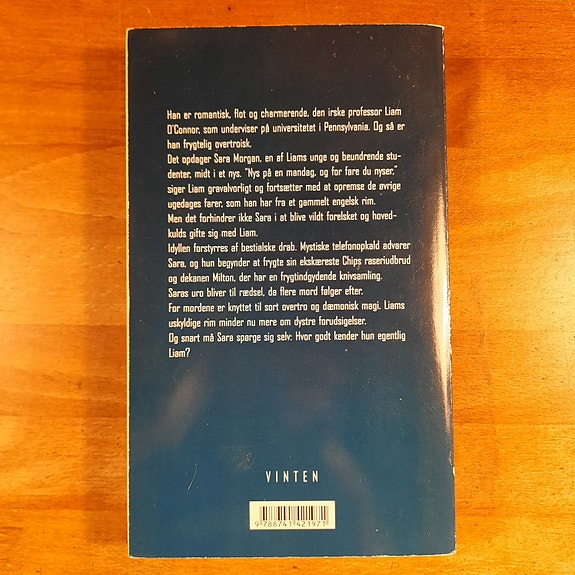 Han er romantisk, flot og charmerende, den irske professor Liam
O'Connor, som underviser på universitetet i Pennsylvania. Og så er
han frygtelig overtroisk.
Det opdager Sara Morgan, en af Liams unge og beundrende stu-
denter, midt i et nys. "Nys på en mandag, og for fare du nyser,"
siger Liam gravalvorligt og fortsætter med at opremse de øvrige
ugedages farer, som han har fra et gammelt engelsk rim.
Men det forhindrer ikke Sara i at blive vildt forelsket og hoved-
kulds gifte sig med Liam.
Idyllen forstyrres af bestialske drab. Mystiske telefonopkald advarer
Sara, og hun begynder at frygte sin ekskæreste Chips raseriudbrud
og dekanen Milton, der har en frygtindgydende knivsamling.
Saras uro bliver til rædsel, da flere mord følger efter.
For mordene er knyttet til sort overtro og dæmonisk magi. Liams
uskyldige rim minder nu mere om dystre forudsigelser.
Og snart må Sara spørge sig selv: Hvor godt kender hun egentlig
Liam?
VINTEN
9 788741 421971